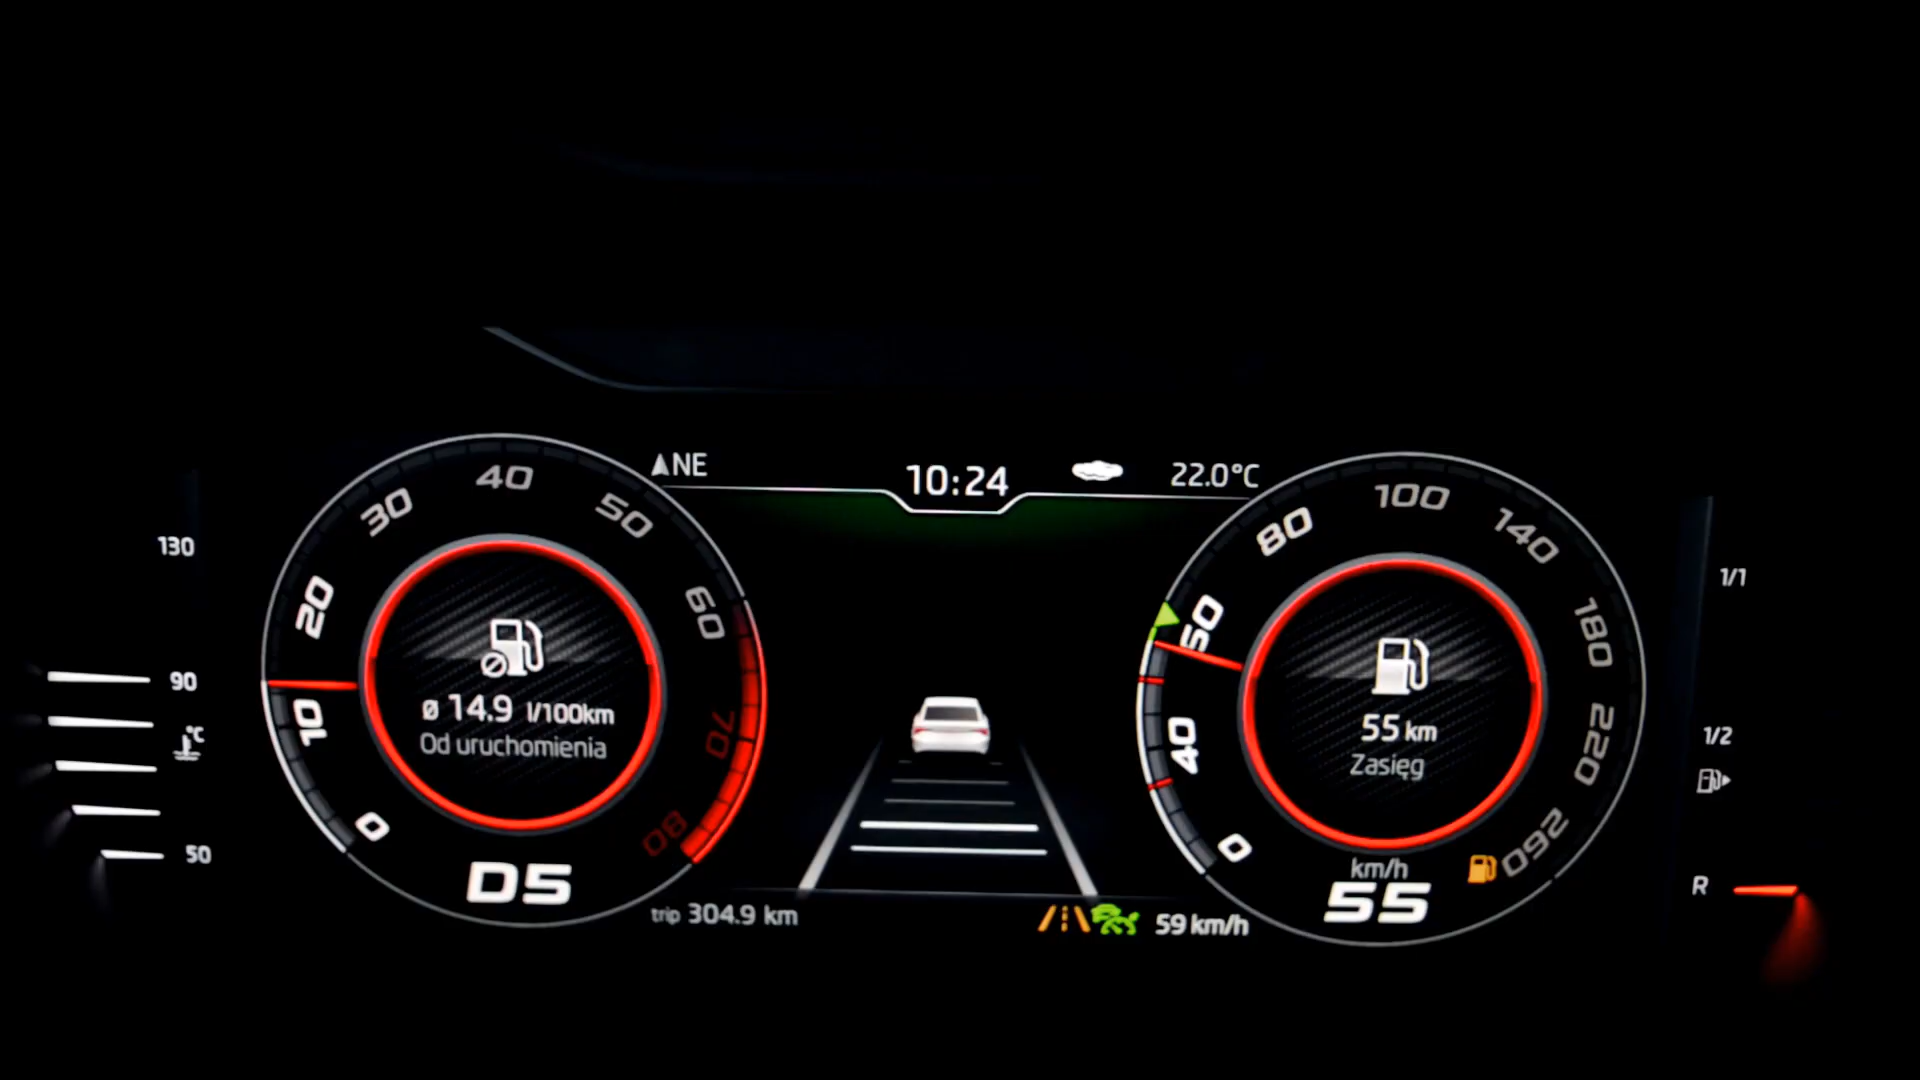 NE
10:24
22.0°C
130
90
°C
50
0
10
20
30
40
50
60
70
80
ø 14.9 l/100km
Od uruchomienia
D5
trip 304.9 km
59 km/h
0
40
60
80
100
140
180
220
260
55 km
Zasięg
km/h
55
1/1
1/2
R